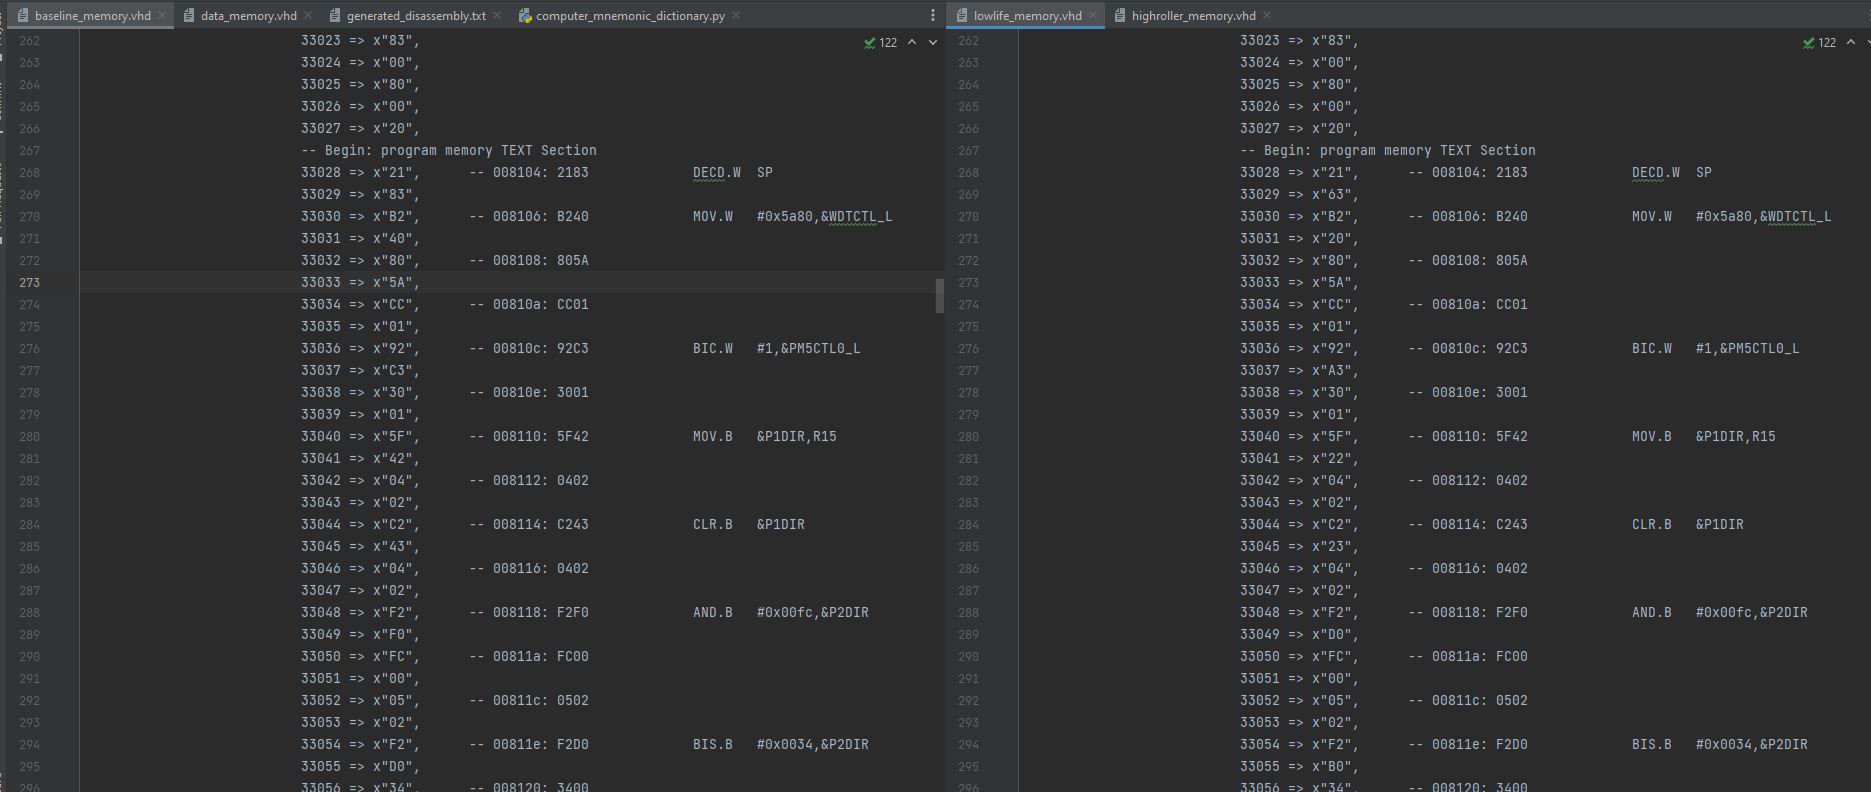 baseline_memory.vhd data_memory.vhd generated_disassembly.txt computer_mnemonic_dictionary.py lowlife_memory.vhd highroller_memory.vhd
262 33023 => x"83", 122 262 33023 => x"83", 122
263 33024 => x"00", 263 33024 => x"00",
264 33025 => x"80", 264 33025 => x"80",
265 33026 => x"00", 265 33026 => x"00",
266 33027 => x"20", 266 33027 => x"20",
267 -- Begin: program memory TEXT Section 267 -- Begin: program memory TEXT Section
268 33028 => x"21", -- 008104: 2183 DECD.W SP 268 33028 => x"21", -- 008104: 2183 DECD.W SP
269 33029 => x"83", 269 33029 => x"63",
270 33030 => x"B2", -- 008106: B240 MOV.W #0x5a80,&WDTCTL_L 270 33030 => x"B2", -- 008106: B240 MOV.W #0x5a80,&WDTCTL_L
271 33031 => x"40", 271 33031 => x"20",
272 33032 => x"80", -- 008108: 805A 272 33032 => x"80", -- 008108: 805A
273 33033 => x"5A", 273 33033 => x"5A",
274 33034 => x"CC", -- 00810a: CC01 274 33034 => x"CC", -- 00810a: CC01
275 33035 => x"01", 275 33035 => x"01",
276 33036 => x"92", -- 00810c: 92C3 BIC.W #1,&PM5CTL0_L 276 33036 => x"92", -- 00810c: 92C3 BIC.W #1,&PM5CTL0_L
277 33037 => x"C3", 277 33037 => x"A3",
278 33038 => x"30", -- 00810e: 3001 278 33038 => x"30", -- 00810e: 3001
279 33039 => x"01", 279 33039 => x"01",
280 33040 => x"5F", -- 008110: 5F42 MOV.B &P1DIR,R15 280 33040 => x"5F", -- 008110: 5F42 MOV.B &P1DIR,R15
281 33041 => x"42", 281 33041 => x"22",
282 33042 => x"04", -- 008112: 0402 282 33042 => x"04", -- 008112: 0402
283 33043 => x"02", 283 33043 => x"02",
284 33044 => x"C2", -- 008114: C243 CLR.B &P1DIR 284 33044 => x"C2", -- 008114: C243 CLR.B &P1DIR
285 33045 => x"43", 285 33045 => x"23",
286 33046 => x"04", -- 008116: 0402 286 33046 => x"04", -- 008116: 0402
287 33047 => x"02", 287 33047 => x"02",
288 33048 => x"F2", -- 008118: F2F0 AND.B #0x00fc,&P2DIR 288 33048 => x"F2", -- 008118: F2F0 AND.B #0x00fc,&P2DIR
289 33049 => x"F0", 289 33049 => x"D0",
290 33050 => x"FC", -- 00811a: FC00 290 33050 => x"FC", -- 00811a: FC00
291 33051 => x"00", 291 33051 => x"00",
292 33052 => x"05", -- 00811c: 0502 292 33052 => x"05", -- 00811c: 0502
293 33053 => x"02", 293 33053 => x"02",
294 33054 => x"F2", -- 00811e: F2D0 BIS.B #0x0034,&P2DIR 294 33054 => x"F2", -- 00811e: F2D0 BIS.B #0x0034,&P2DIR
295 33055 => x"D0", 295 33055 => x"B0",
296 33056 => x"34", -- 008120: 3400 296 33056 => x"34", -- 008120: 3400